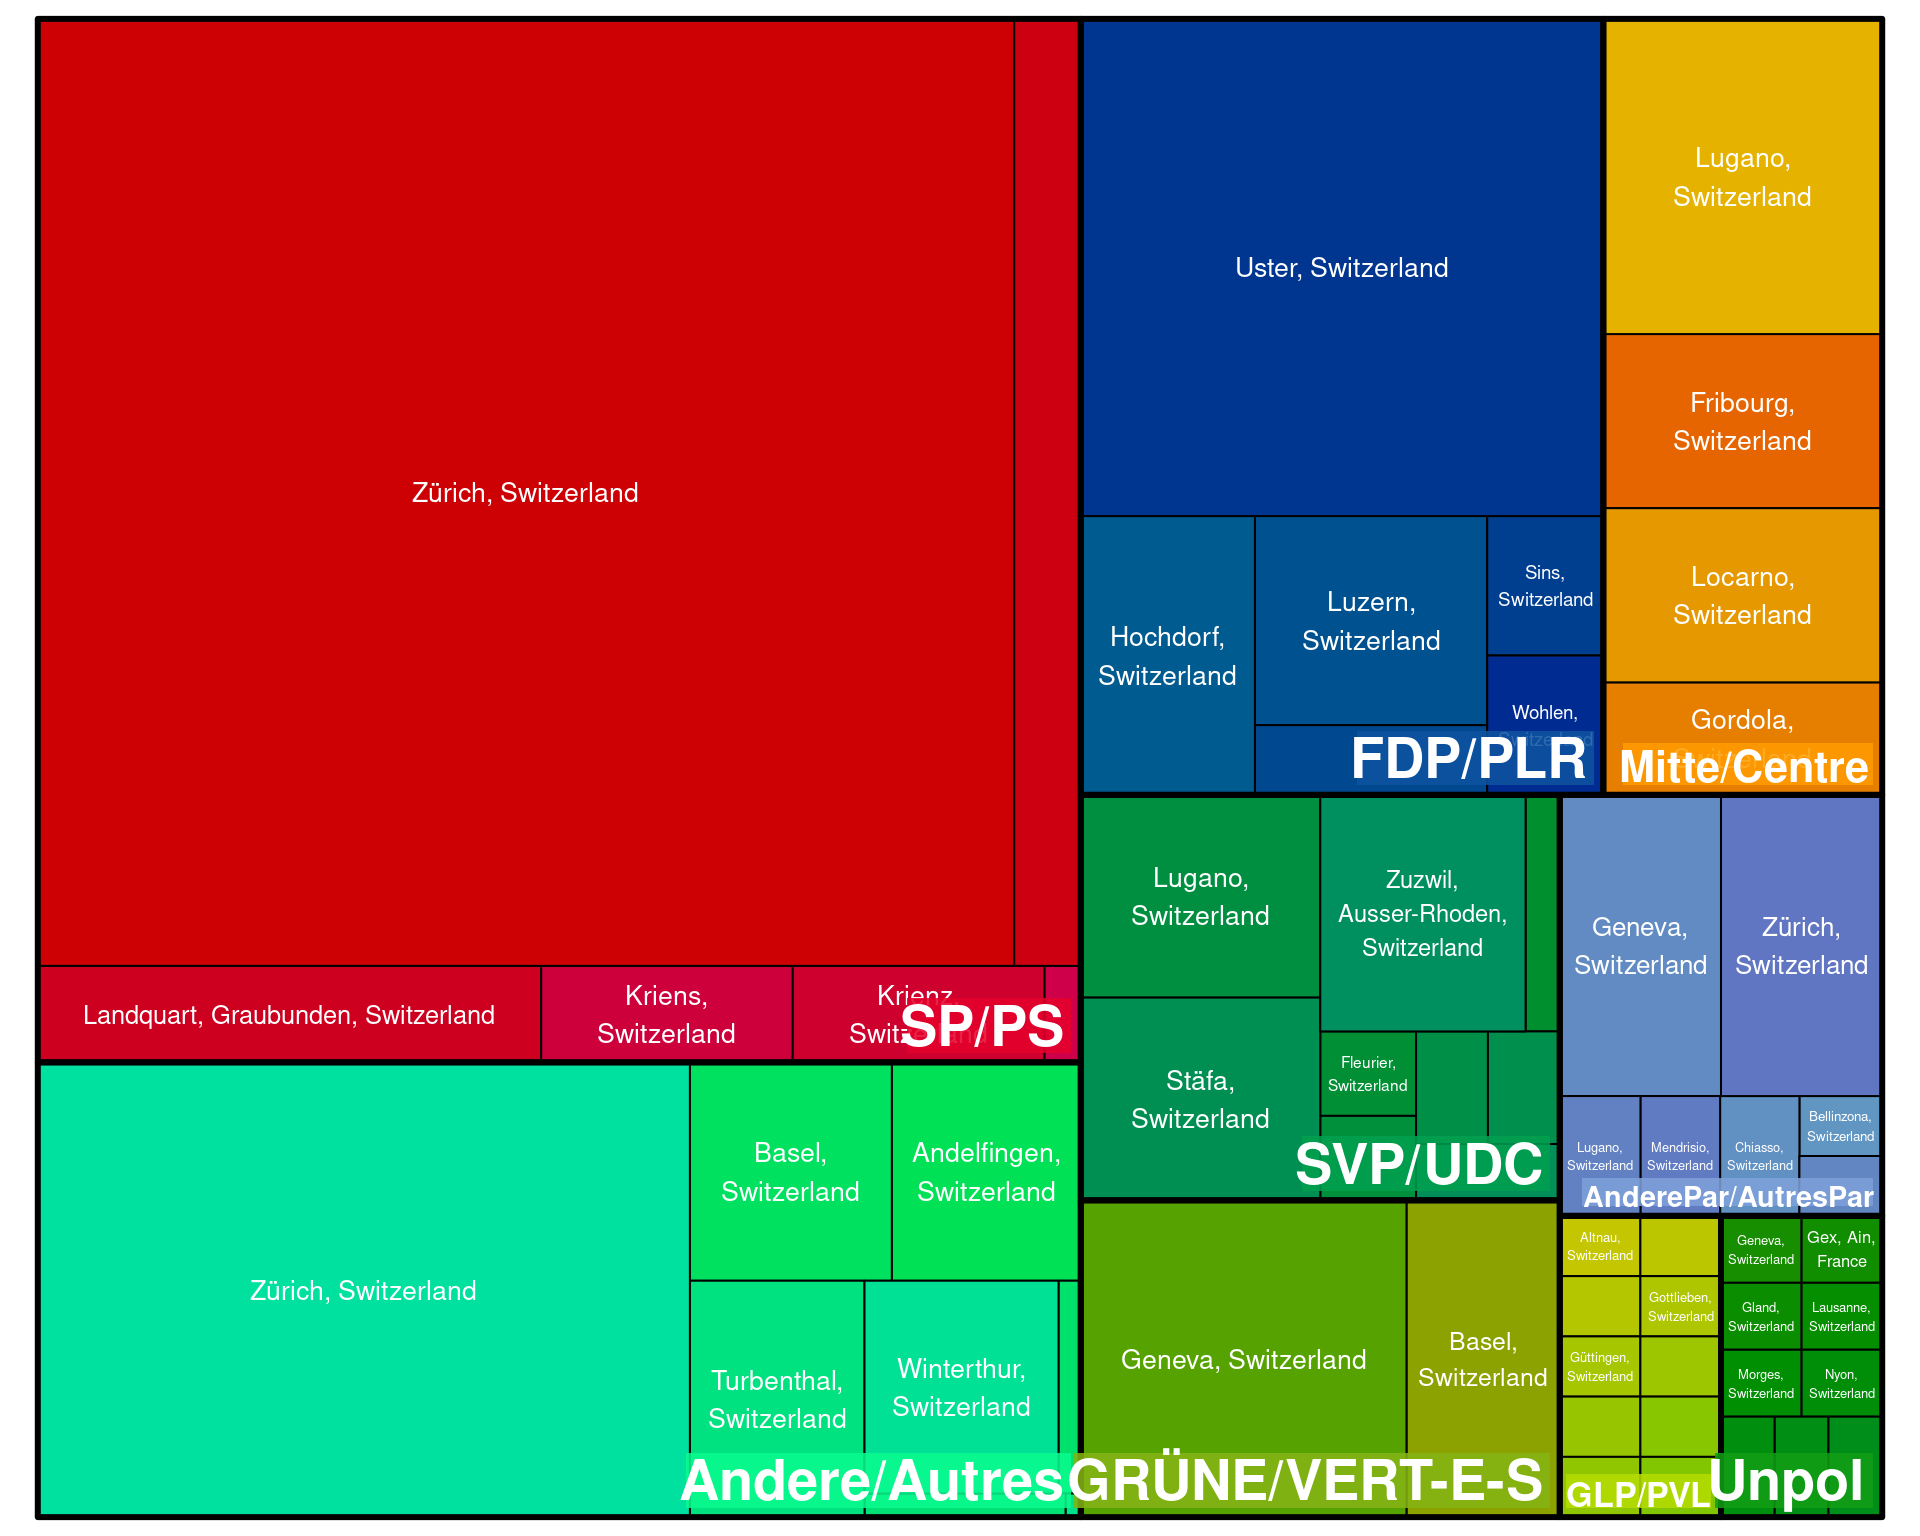 Zürich, Switzerland
Landquart, Graubunden, Switzerland
Kriens,
Switzerland
Krienz,
Switzerland
SP/PS
Uster, Switzerland
Hochdorf,
Switzerland
Luzern,
Switzerland
Sins,
Switzerland
Wohlen,
Switzerland
FDP/PLR
Lugano,
Switzerland
Fribourg,
Switzerland
Locarno,
Switzerland
Gordola,
Switzerland
Mitte/Centre
Zürich, Switzerland
Basel,
Switzerland
Andelfingen,
Switzerland
Turbenthal,
Switzerland
Winterthur,
Switzerland
Andere/Autres
Lugano,
Switzerland
Zuzwil,
Ausser-Rhoden,
Switzerland
Stäfa,
Switzerland
Fleurier,
Switzerland
SVP/UDC
Geneva,
Switzerland
Zürich,
Switzerland
Lugano,
Switzerland
Mendrisio,
Switzerland
Chiasso,
Switzerland
Bellinzona,
Switzerland
AnderePar/AutresPar
Geneva, Switzerland
Basel,
Switzerland
GRÜNE/VERT-E-S
Altnau,
Switzerland
Gottlieben,
Switzerland
Güttingen,
Switzerland
GLP/PVL
Geneva,
Switzerland
Gex, Ain,
France
Gland,
Switzerland
Lausanne,
Switzerland
Morges,
Switzerland
Nyon,
Switzerland
Unpol